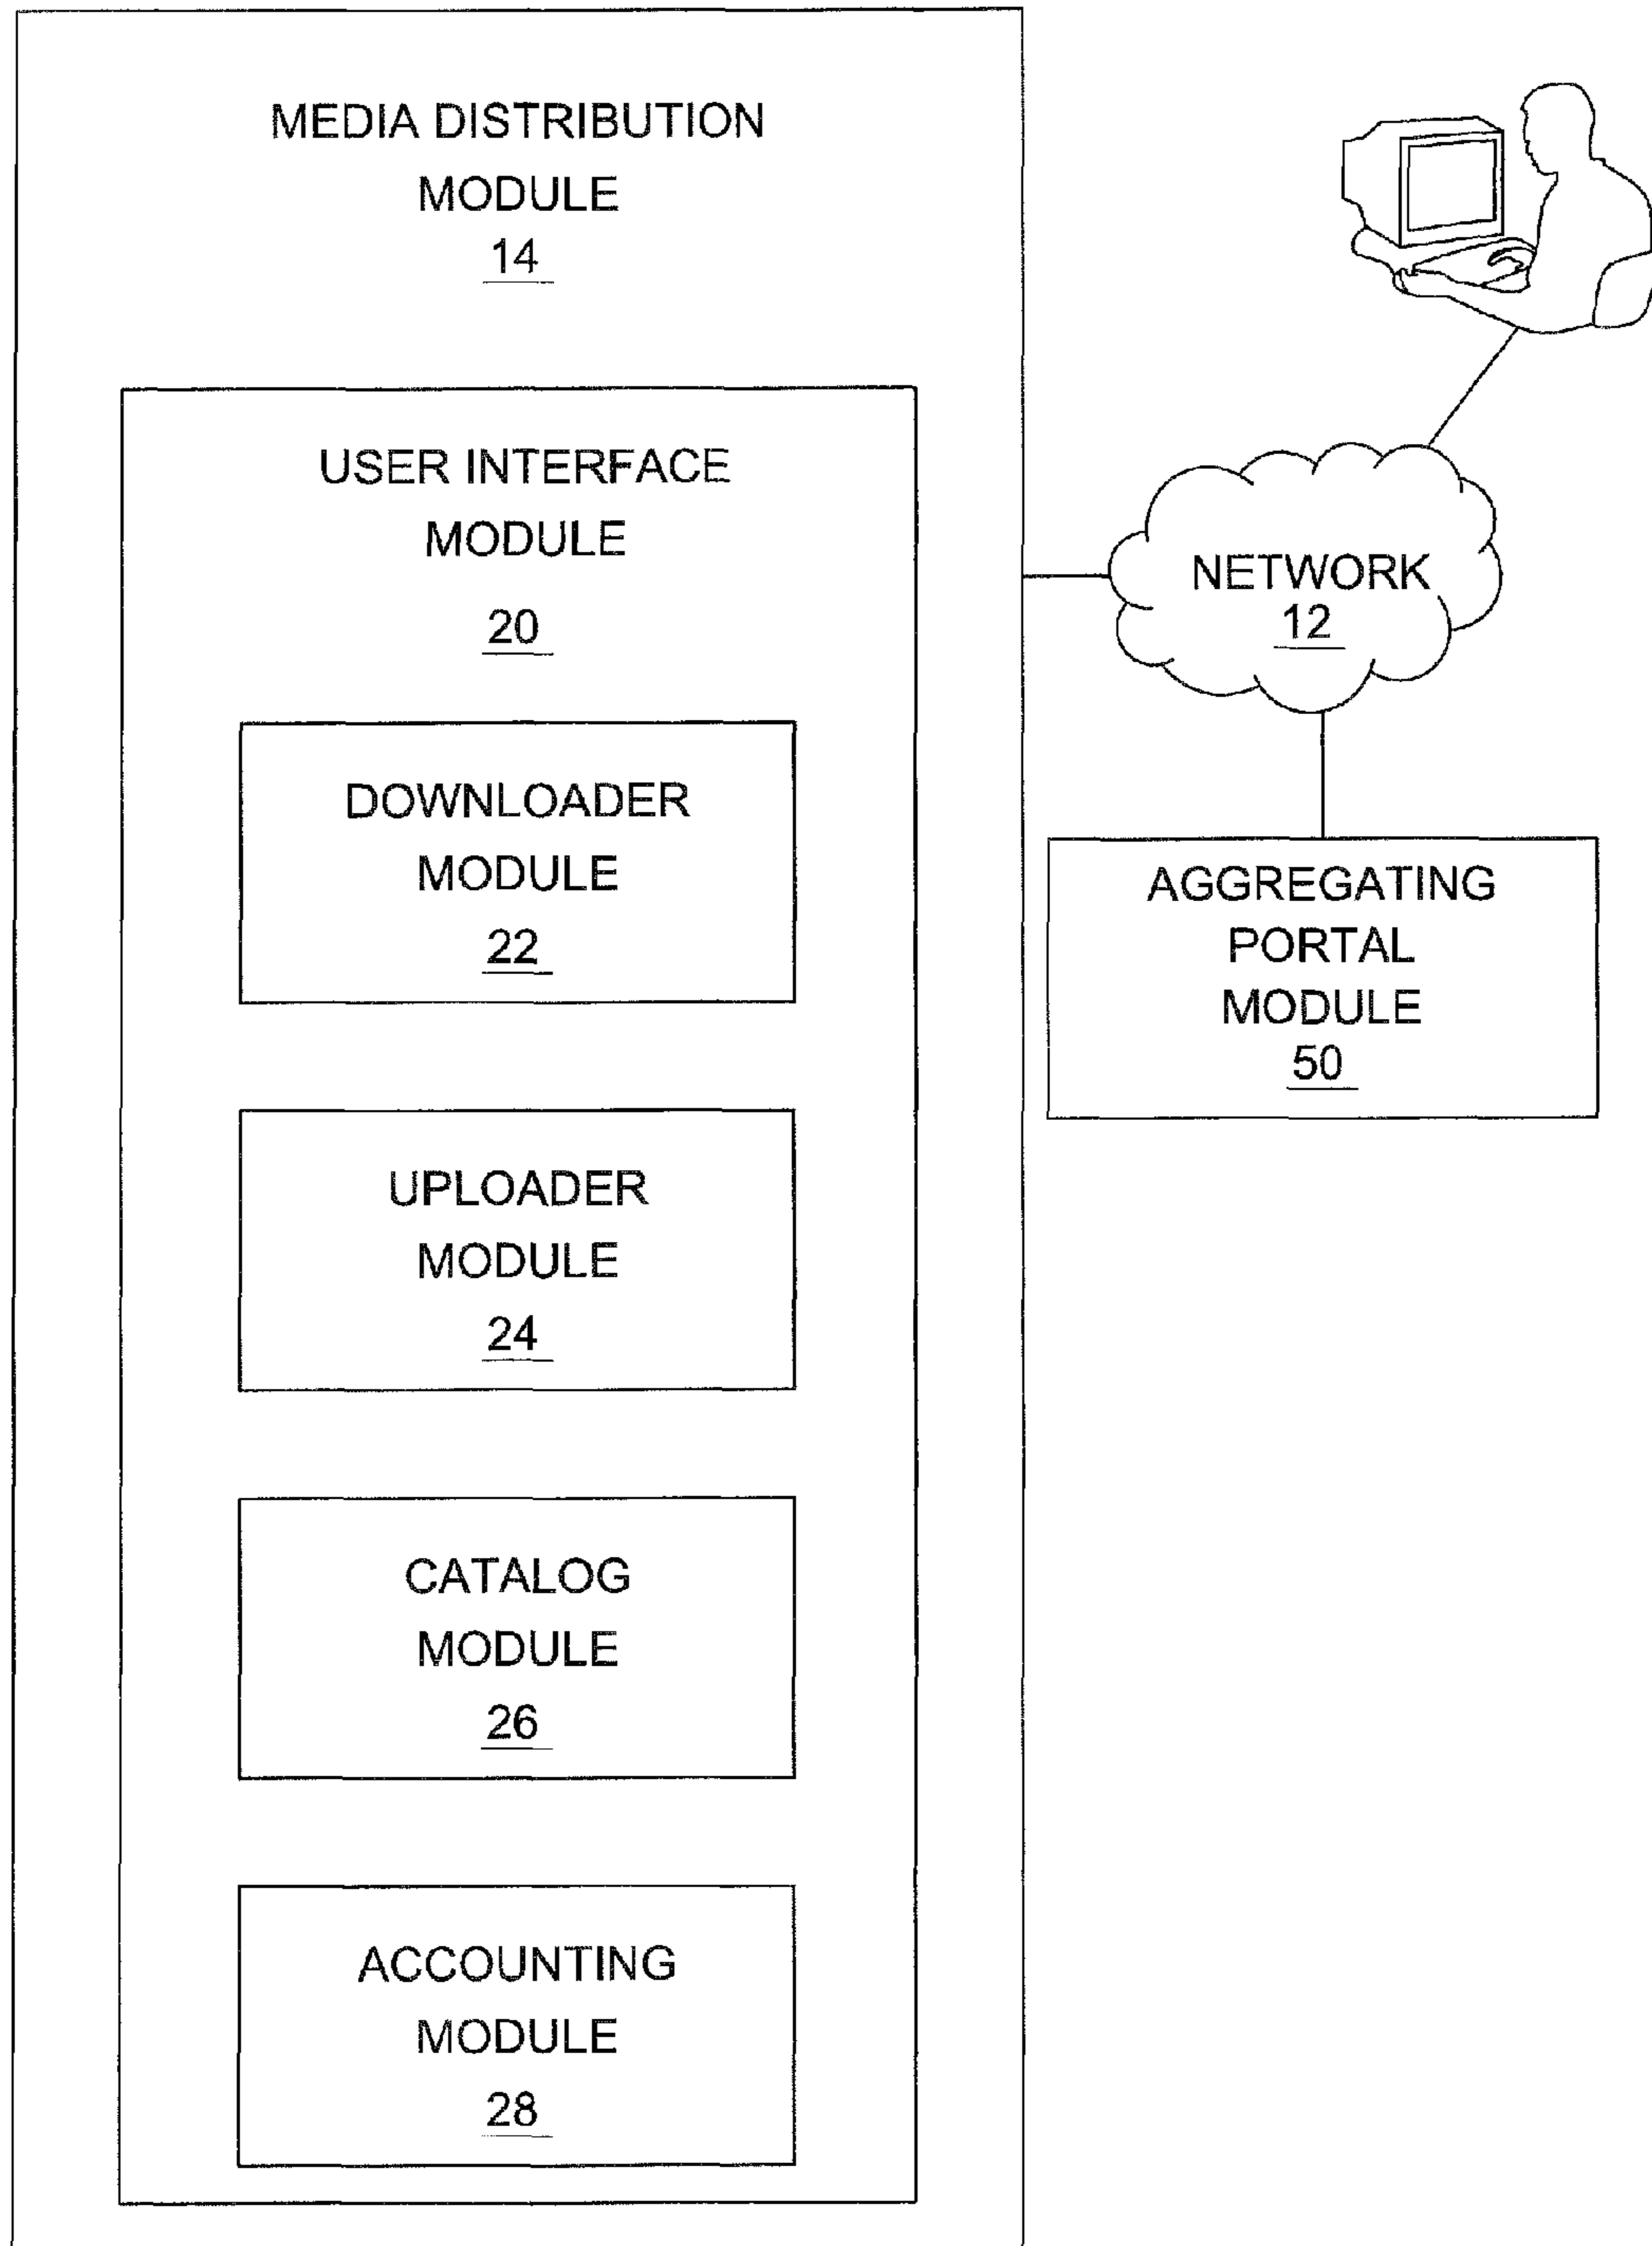 MEDIA DISTRIBUTION
MODULE
14
USER INTERFACE
MODULE
20
DOWNLOADER
MODULE
22
UPLOADER
MODULE
24
CATALOG
MODULE
26
ACCOUNTING
MODULE
28
NETWORK
12
AGGREGATING
PORTAL
MODULE
50